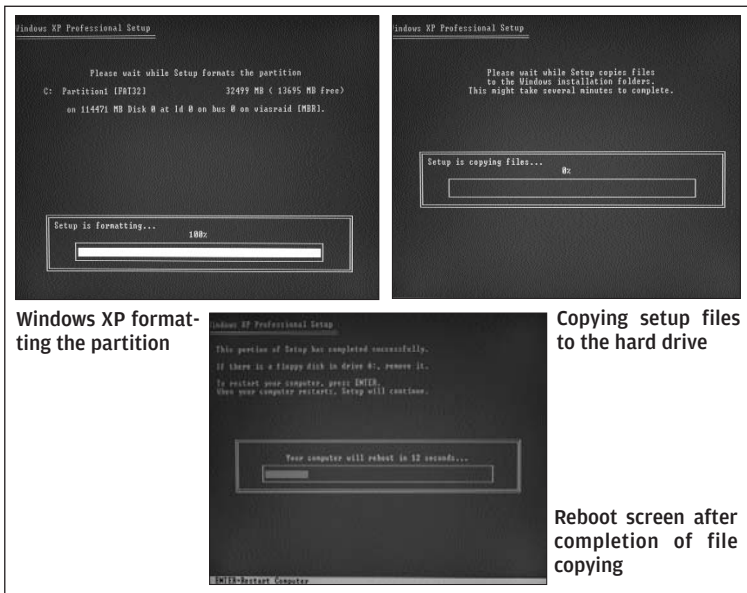 Windows XP Professional Setup
Please wait while Setup formats the partition
C: Partition1 [FAT32] 32499 MB ( 13695 MB free)
on 114471 MB Disk 0 at Id 0 on bus 0 on viasraid [MBR].
Setup is formatting...
100%
Windows XP format-
ting the partition
Windows XP Professional Setup
Please wait while Setup copies files
to the Windows installation folders.
This might take several minutes to complete.
Setup is copying files...
0%
Copying setup files
to the hard drive
Windows XP Professional Setup
This portion of Setup has completed successfully.
If there is a floppy disk in drive A:, remove it.
To restart your computer, press ENTER.
When your computer restarts, Setup will continue.
Your computer will reboot in 12 seconds...
ENTER=Restart Computer
Reboot screen after
completion of file
copying